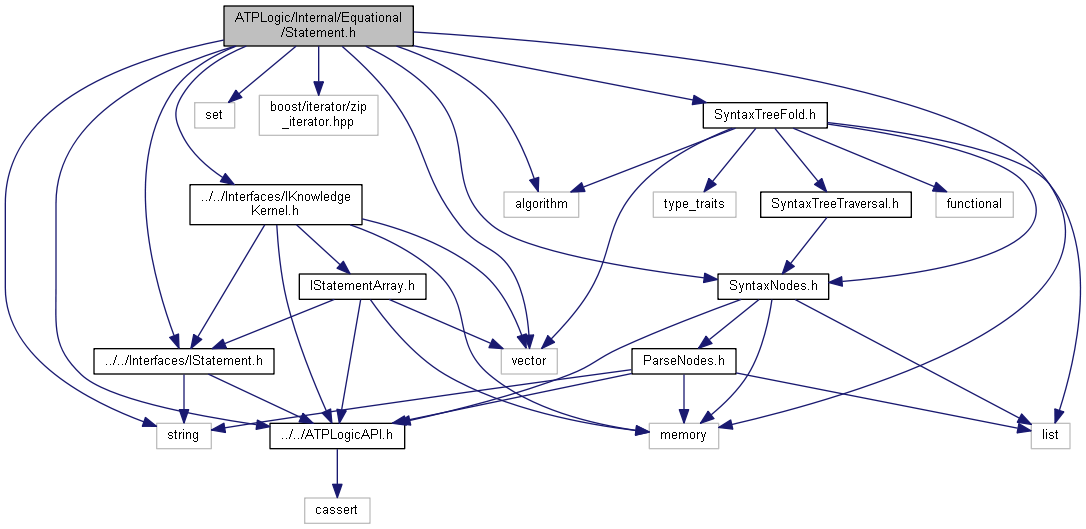 ATPLogic/Internal/Equational
/Statement.h
set
boost/iterator/zip
_iterator.hpp
SyntaxTreeFold.h
../../Interfaces/IKnowledge
Kernel.h
algorithm
type_traits
SyntaxTreeTraversal.h
functional
IStatementArray.h
SyntaxNodes.h
../../Interfaces/IStatement.h
vector
ParseNodes.h
string
../../ATPLogicAPI.h
memory
list
cassert